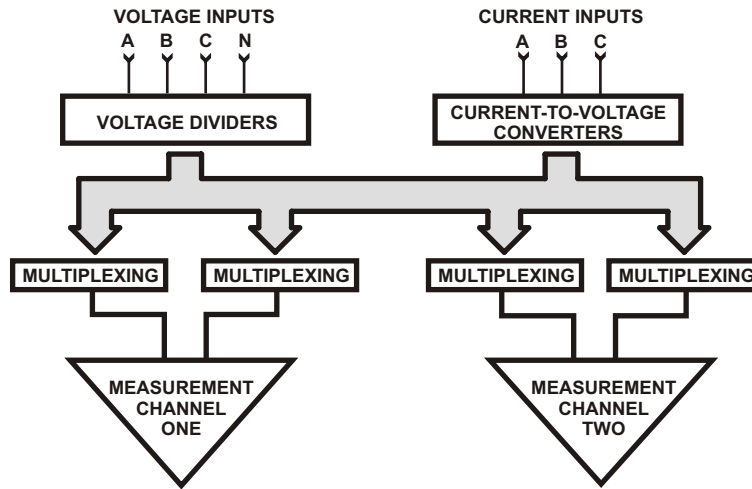 VOLTAGE INPUTS
A B C N
CURRENT INPUTS
A B C
VOLTAGE DIVIDERS
CURRENT-TO-VOLTAGE
CONVERTERS
MULTIPLEXING
MULTIPLEXING
MULTIPLEXING
MULTIPLEXING
MEASUREMENT
CHANNEL
ONE
MEASUREMENT
CHANNEL
TWO